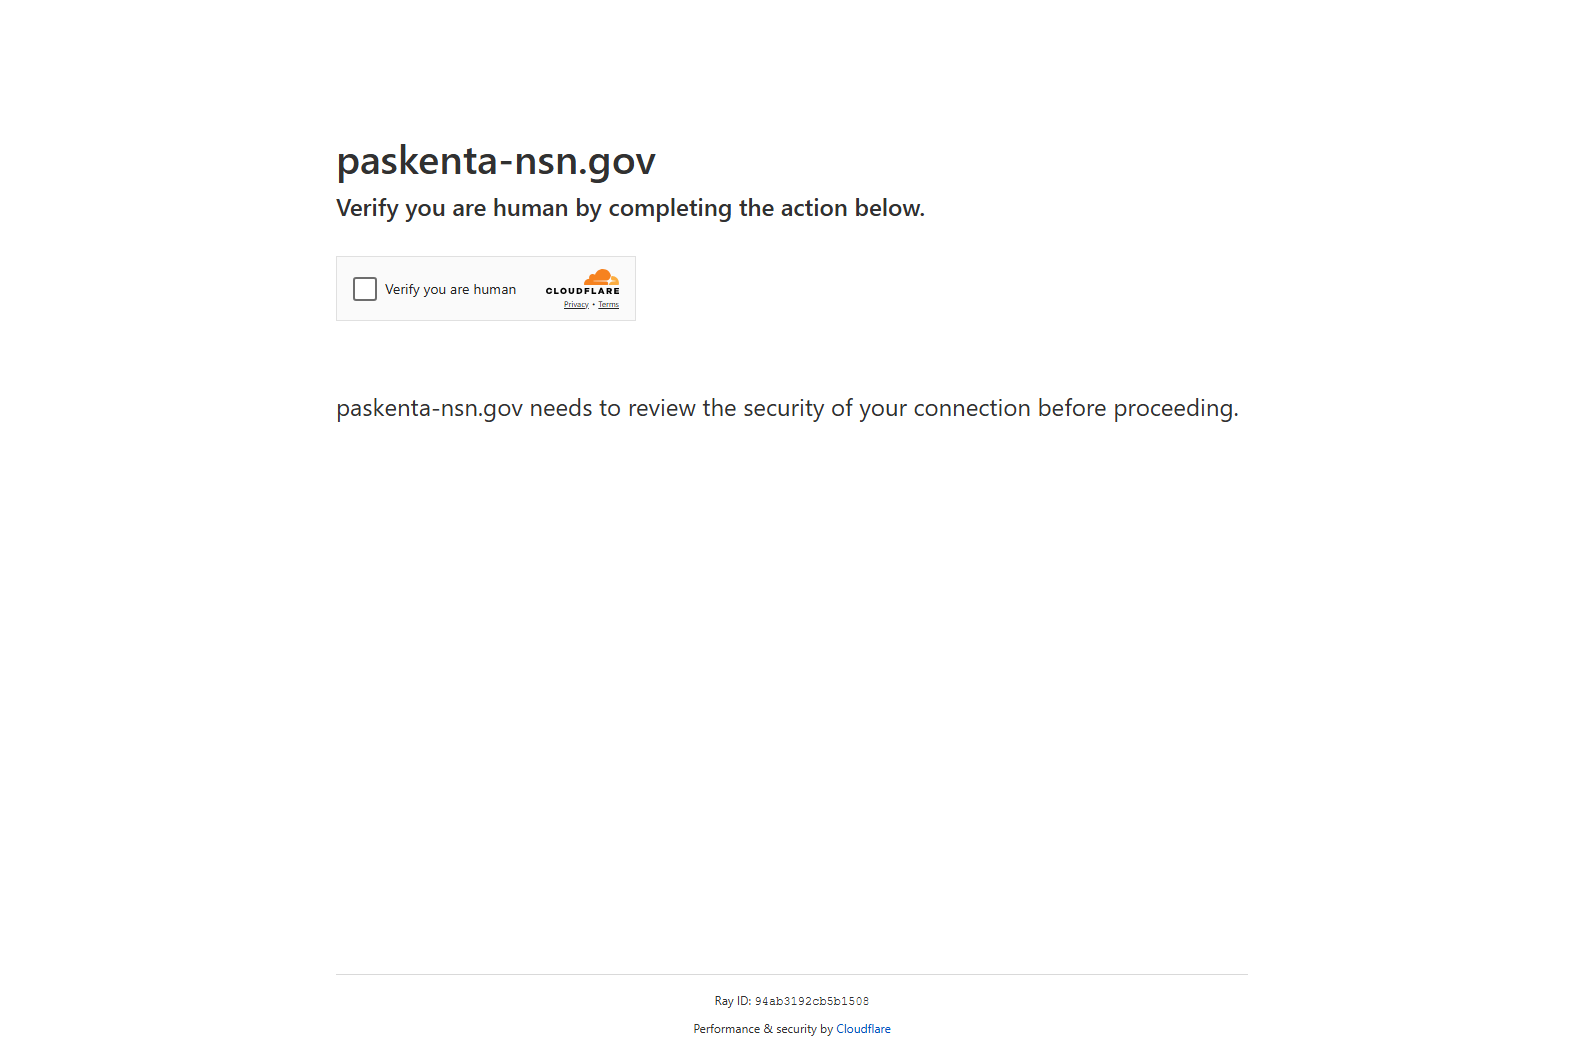 paskenta-nsn.gov
Verify you are human by completing the action below.
Verify you are human
CLOUDFLARE
Privacy • Terms
paskenta-nsn.gov needs to review the security of your connection before proceeding.
Ray ID: 94ab3192cb5b1508
Performance & security by Cloudflare